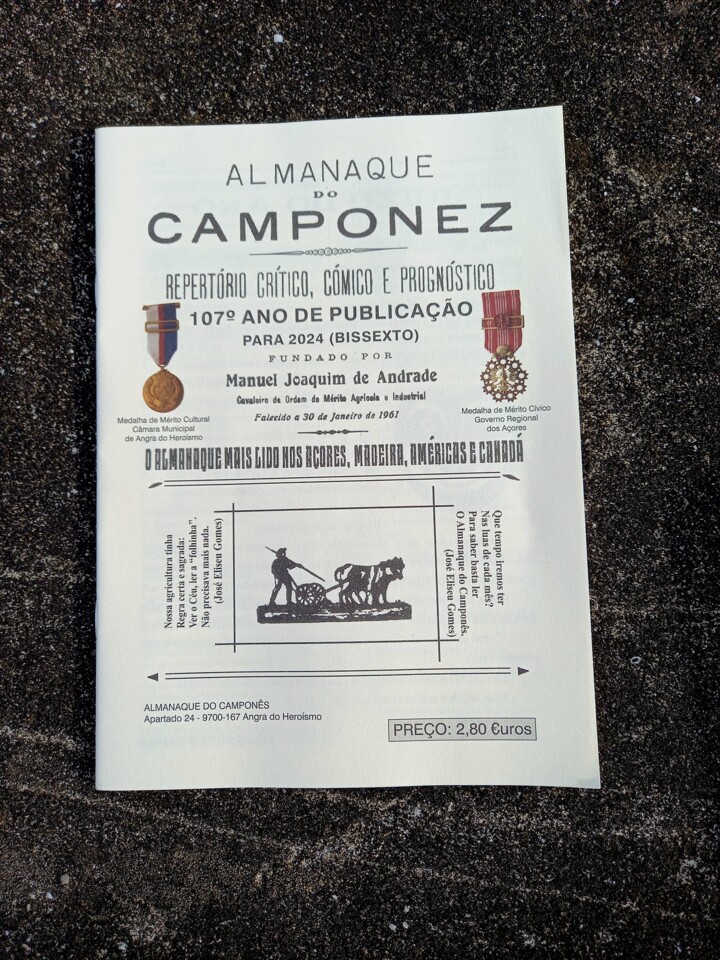 ALMANAQUE
DO
CAMPONEZ
REPERTÓRIO CRÍTICO, CÓMICO E PROGNÓSTICO
107º ANO DE PUBLICAÇÃO
PARA 2024 (BISSEXTO)
FUNDADO POR
Manuel Joaquim de Andrade
Cavaleiro da Ordem do Mérito Agrícola e Industrial
Falecido a 30 de Janeiro de 1961
Medalha de Mérito Cultural
Câmara Municipal
de Angra do Heroísmo
Medalha de Mérito Cívico
Governo Regional
dos Açores
O ALMANAQUE MAIS LIDO NOS AÇORES, MADEIRA, AMÉRICAS E CANADÁ
Nossa agricultura tinha
Regra certa e sagrada:
Ver o Céu, ler a "folhinha".
Não precisava mais nada.
(José Eliseu Gomes)
Que tempo iremos ter
Nas luas de cada mês?
Para saber basta ler
O Almanaque do Camponês.
(José Eliseu Gomes)
ALMANAQUE DO CAMPONÊS
Apartado 24 - 9700-167 Angra do Heroísmo
PREÇO: 2,80 €uros